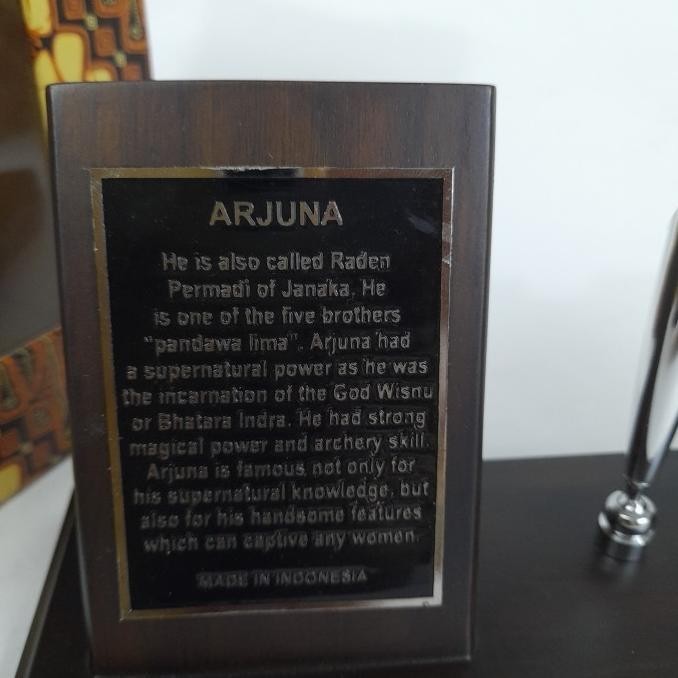 ARJUNA
He is also called Raden
Permadi of Janaka. He
is one of the five brothers
"pandawa lima". Arjuna had
a supernatural power as he was
the incarnation of the God Wisnu
or Bhatara Indra. He had strong
magical power and archery skill.
Arjuna is famous not only for
his supernatural knowledge, but
also for his handsome features
which can captive any women.
MADE IN INDONESIA